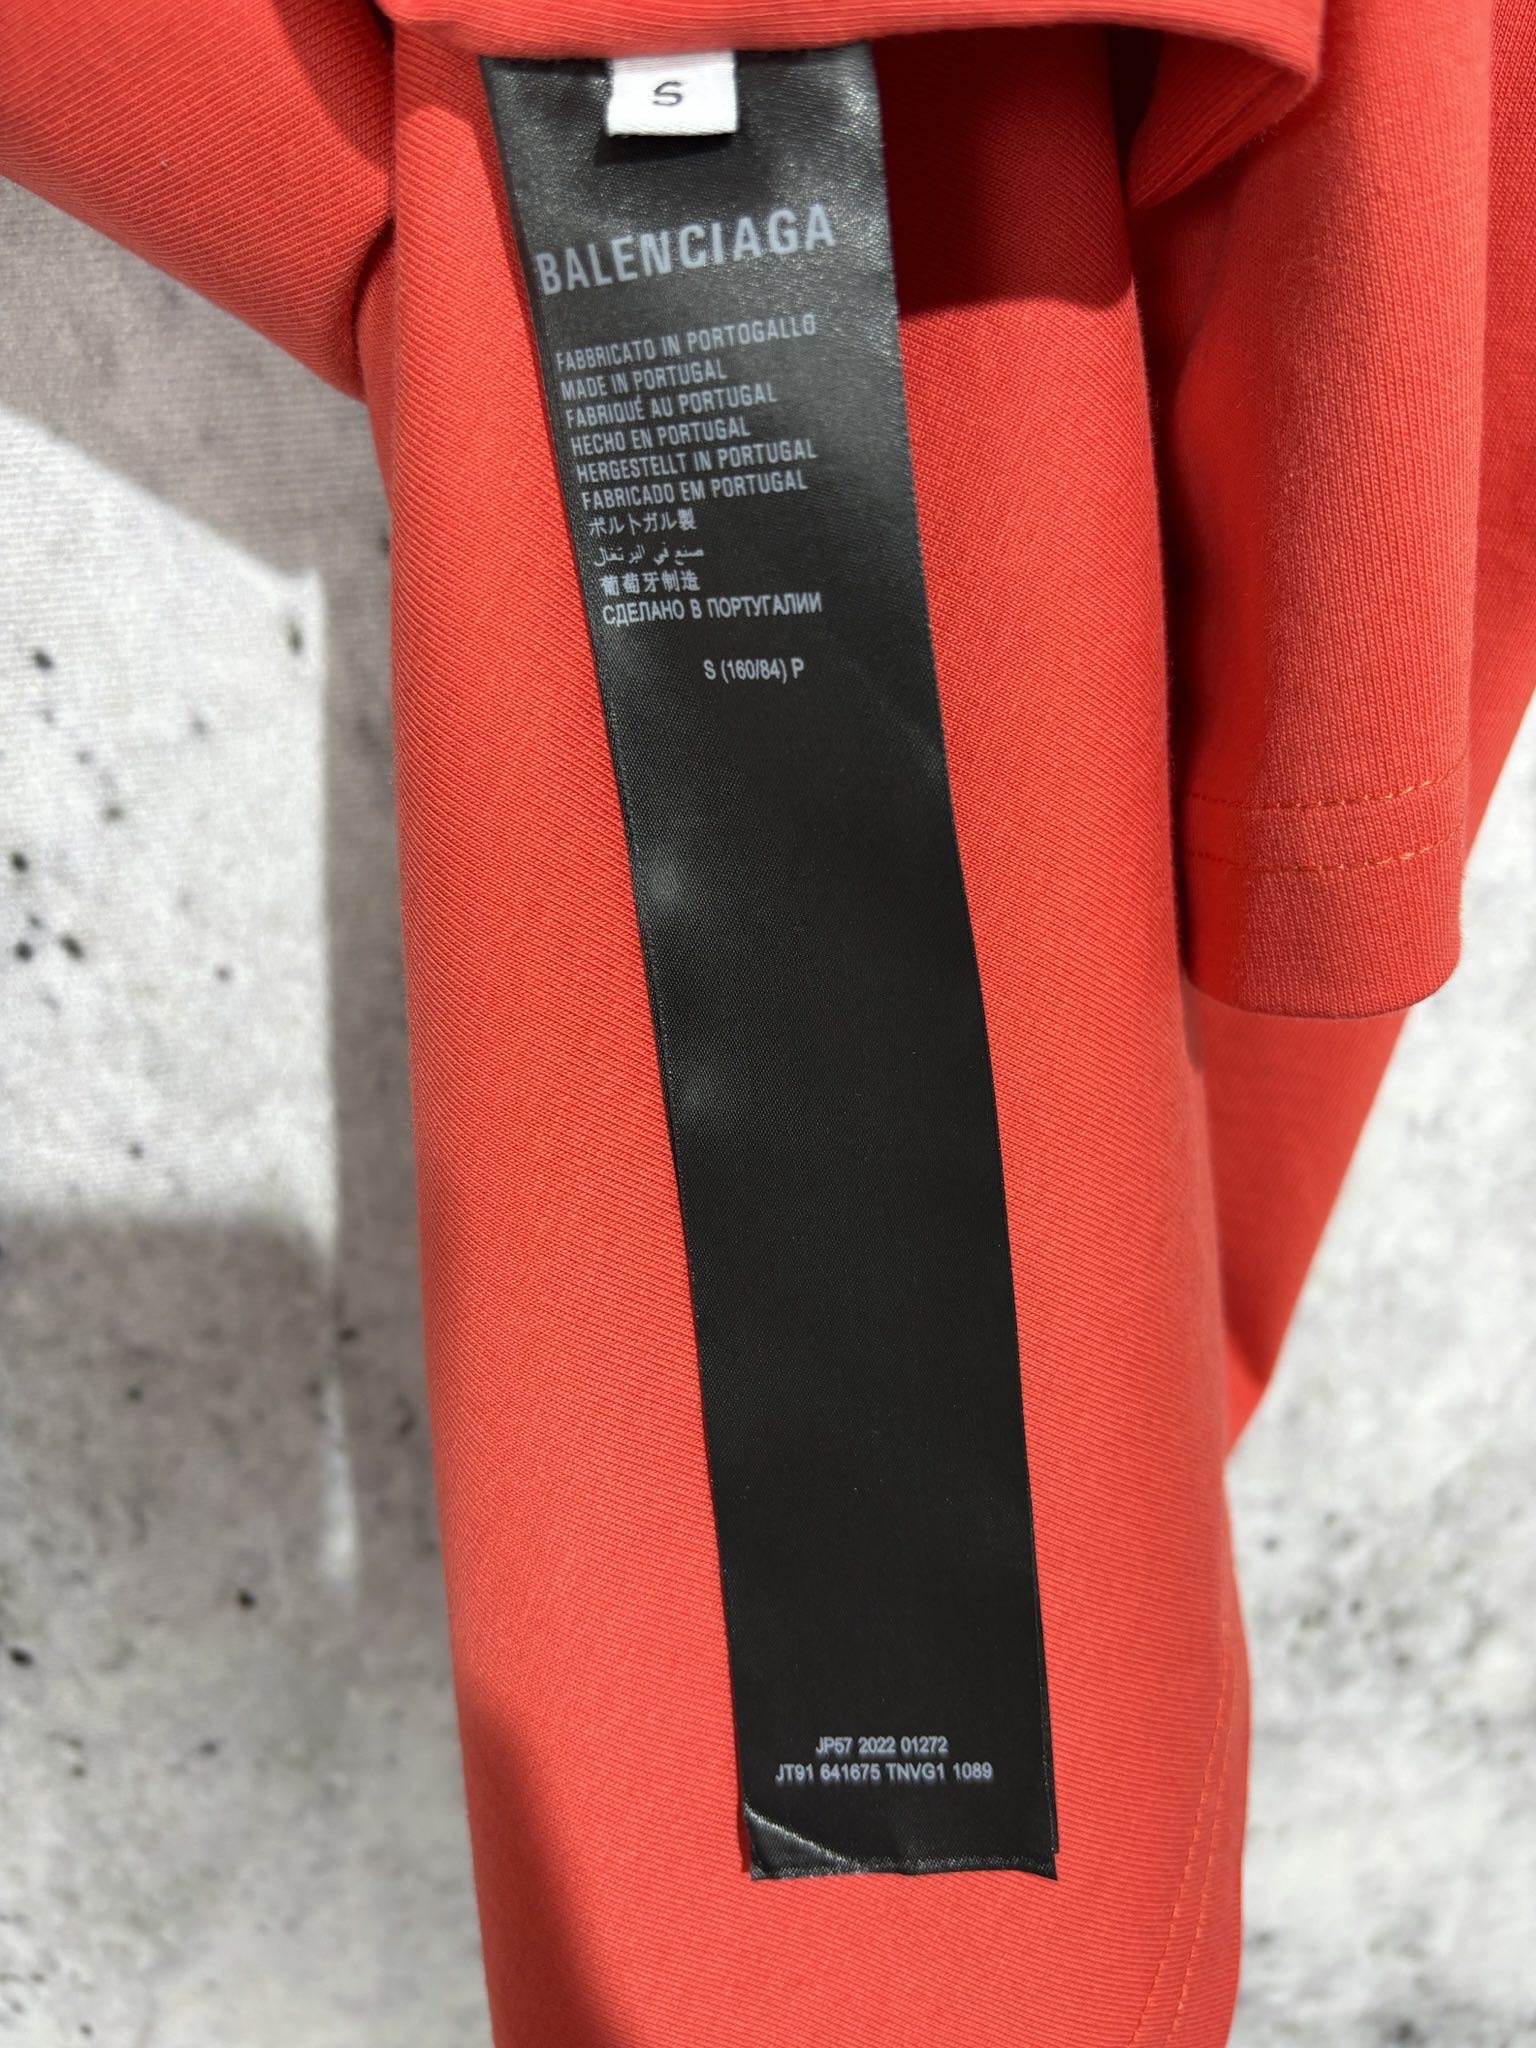 S
BALENCIAGA
FABBRICATO IN PORTOGALLO
MADE IN PORTUGAL
FABRIQUÉ AU PORTUGAL
HECHO EN PORTUGAL
HERGESTELLT IN PORTUGAL
FABRICADO EM PORTUGAL
ポルトガル製
صنع في البرتغال
葡萄牙制造
СДЕЛАНО В ПОРТУГАЛИИ
S (160/84) P
JP57 2022 01272
JT91 641675 TNVG1 1089